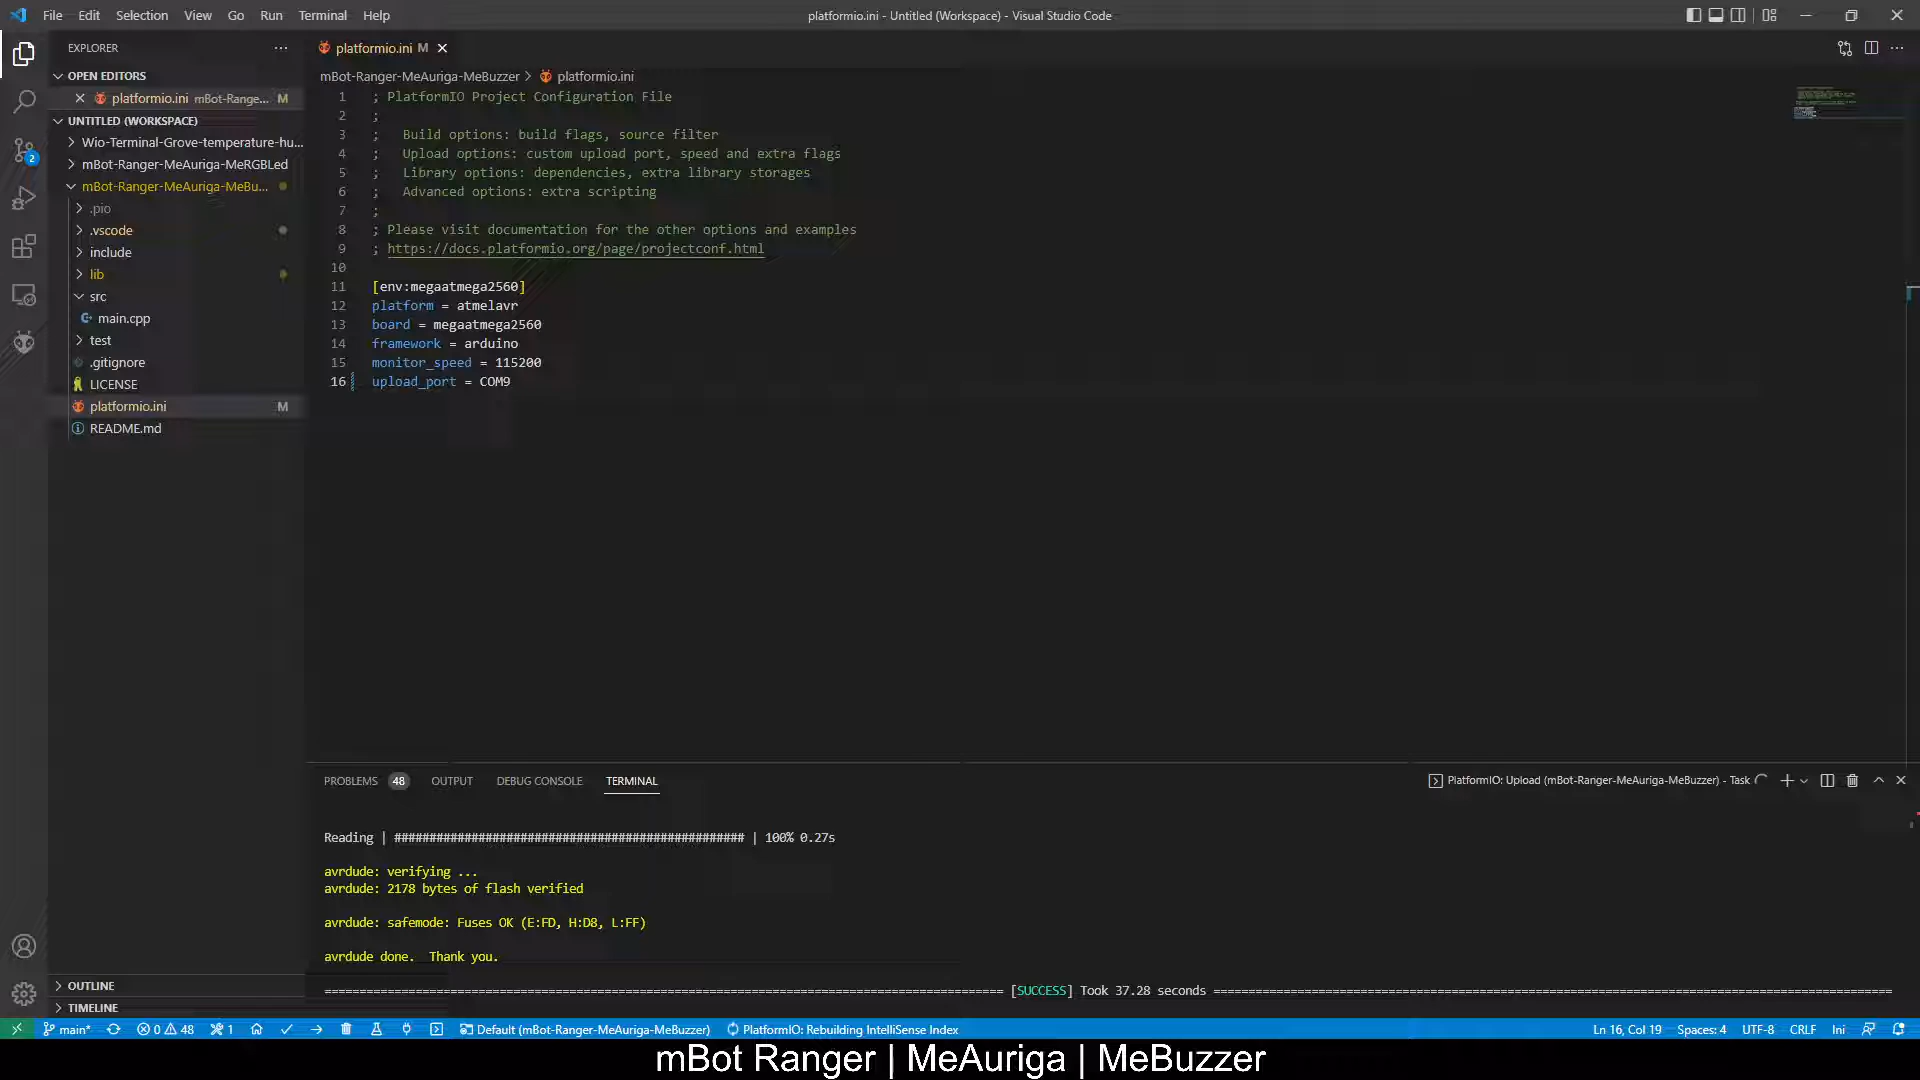 File Edit Selection View Go Run Terminal Help
platformio.ini - Untitled (Workspace) - Visual Studio Code
EXPLORER
OPEN EDITORS
platformio.ini mBot-Range... M
UNTITLED (WORKSPACE)
Wio-Terminal-Grove-temperature-hu...
mBot-Ranger-MeAuriga-MeRGBLed
mBot-Ranger-MeAuriga-MeBu...
.pio
.vscode
include
lib
src
main.cpp
test
.gitignore
LICENSE
platformio.ini M
README.md
OUTLINE
TIMELINE
2
platformio.ini M
mBot-Ranger-MeAuriga-MeBuzzer > platformio.ini
1 ; PlatformIO Project Configuration File
2 ;
3 ;   Build options: build flags, source filter
4 ;   Upload options: custom upload port, speed and extra flags
5 ;   Library options: dependencies, extra library storages
6 ;   Advanced options: extra scripting
7 ;
8 ; Please visit documentation for the other options and examples
9 ; https://docs.platformio.org/page/projectconf.html
10
11 [env:megaatmega2560]
12 platform = atmelavr
13 board = megaatmega2560
14 framework = arduino
15 monitor_speed = 115200
16 upload_port = COM9
PROBLEMS 48 OUTPUT DEBUG CONSOLE TERMINAL
PlatformIO: Upload (mBot-Ranger-MeAuriga-MeBuzzer) - Task
Reading | ################################################## | 100% 0.27s
avrdude: verifying ...
avrdude: 2178 bytes of flash verified
avrdude: safemode: Fuses OK (E:FD, H:D8, L:FF)
avrdude done.  Thank you.
[SUCCESS] Took 37.28 seconds
main* 0 48 1 Default (mBot-Ranger-MeAuriga-MeBuzzer) PlatformIO: Rebuilding IntelliSense Index Ln 16, Col 19 Spaces: 4 UTF-8 CRLF Ini
mBot Ranger | MeAuriga | MeBuzzer